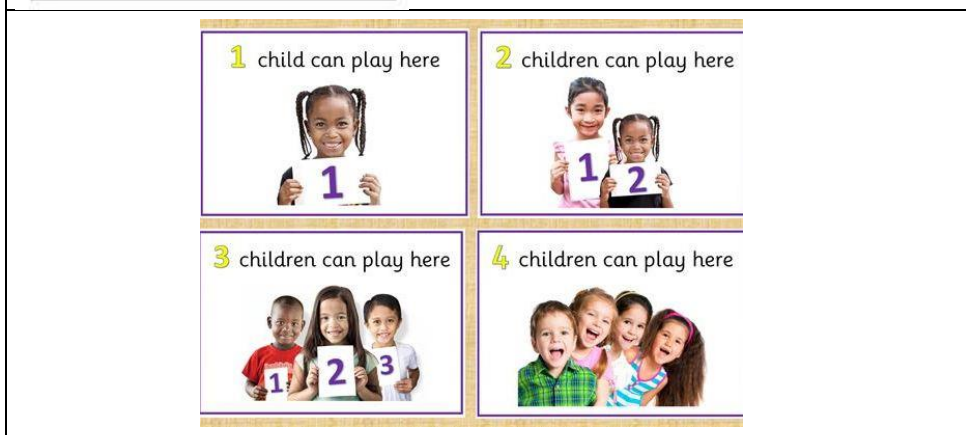 1 child can play here
1
2 children can play here
1 2
3 children can play here
1 2 3
4 children can play here